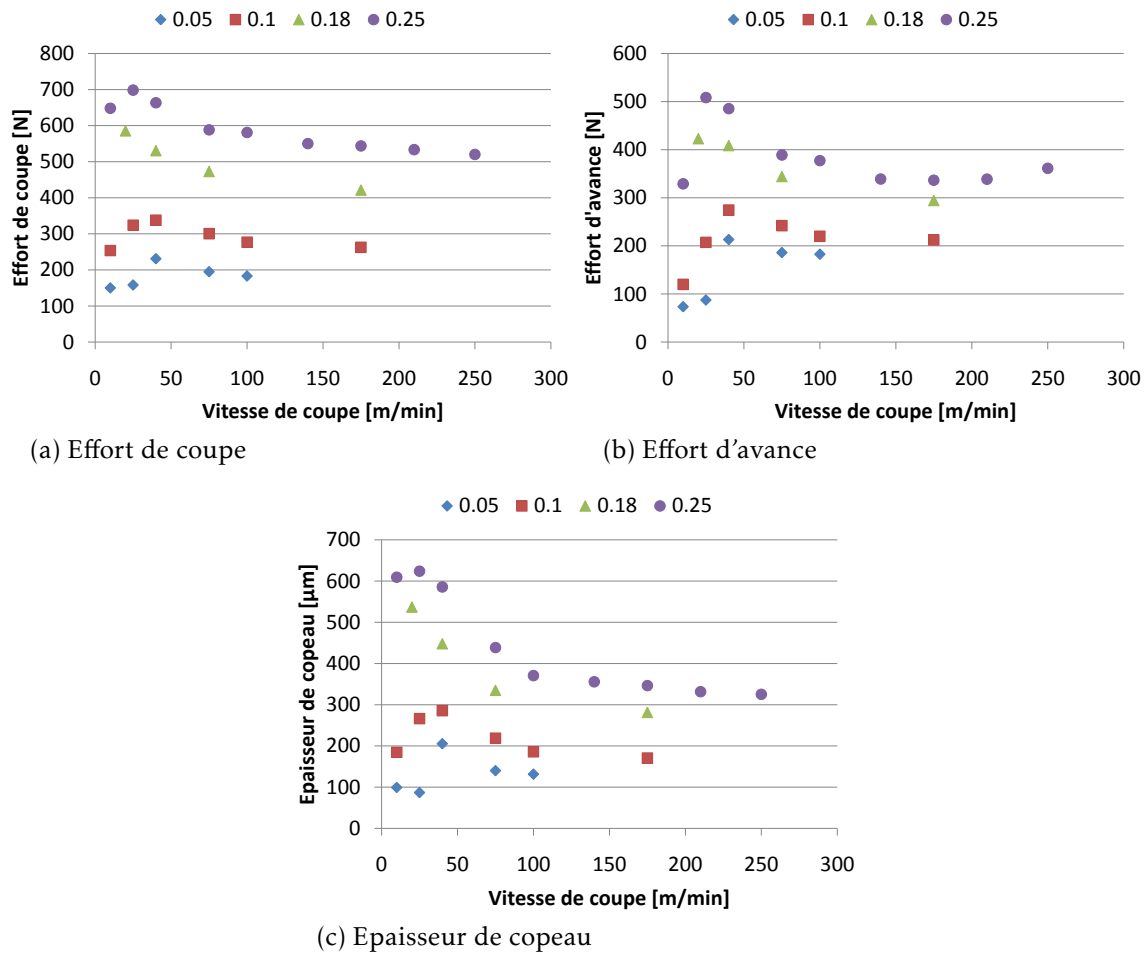 0.05 0.1 0.18 0.25
Effort de coupe [N]
800
700
600
500
400
300
200
100
0
0 50 100 150 200 250 300
Vitesse de coupe [m/min]
(a) Effort de coupe
0.05 0.1 0.18 0.25
Effort d'avance [N]
600
500
400
300
200
100
0
0 50 100 150 200 250 300
Vitesse de coupe [m/min]
(b) Effort d’avance
0.05 0.1 0.18 0.25
Epaisseur de copeau [µm]
700
600
500
400
300
200
100
0
0 50 100 150 200 250 300
Vitesse de coupe [m/min]
(c) Epaisseur de copeau